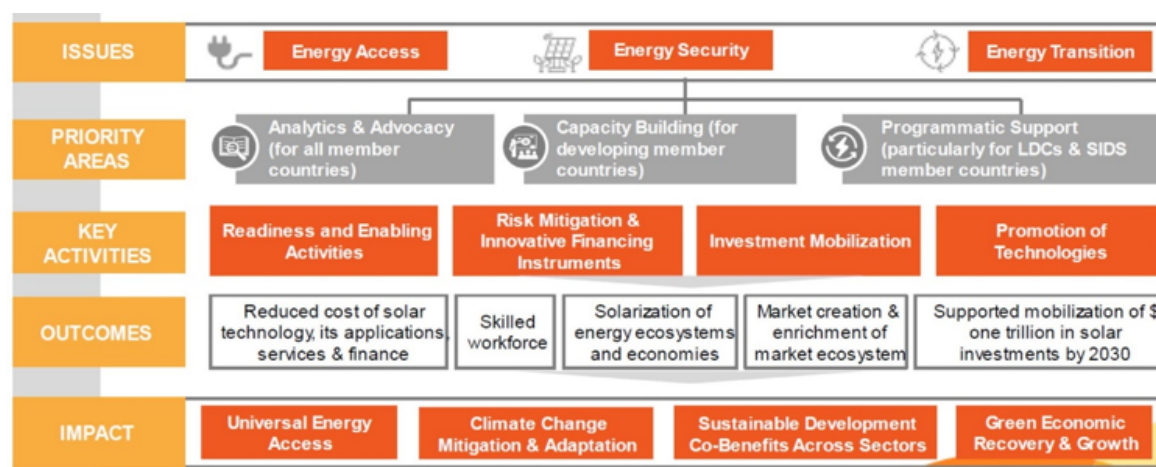 ISSUES
Energy Access
Energy Security
Energy Transition
PRIORITY
AREAS
Analytics & Advocacy
(for all member
countries)
Capacity Building (for
developing member
countries)
Programmatic Support
(particularly for LDCs & SIDS
member countries)
KEY
ACTIVITIES
Readiness and Enabling
Activities
Risk Mitigation &
Innovative Financing
Instruments
Investment Mobilization
Promotion of
Technologies
OUTCOMES
Reduced cost of solar
technology, its applications,
services & finance
Skilled
workforce
Solarization of
energy ecosystems
and economies
Market creation &
enrichment of
market ecosystem
Supported mobilization of $
one trillion in solar
investments by 2030
IMPACT
Universal Energy
Access
Climate Change
Mitigation & Adaptation
Sustainable Development
Co-Benefits Across Sectors
Green Economic
Recovery & Growth